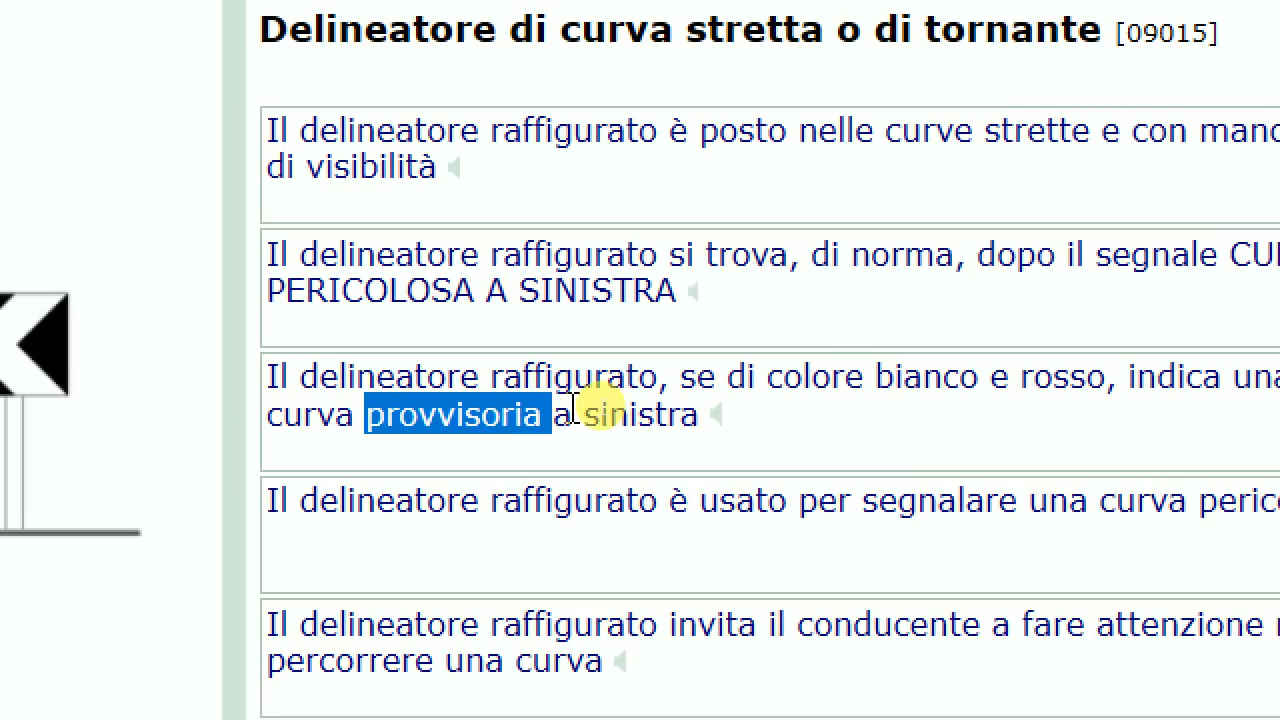 Delineatore di curva stretta o di tornante [09015]
Il delineatore raffigurato è posto nelle curve strette e con
di visibilità
Il delineatore raffigurato si trova, di norma, dopo il segnale
PERICOLOSA A SINISTRA
Il delineatore raffigurato, se di colore bianco e rosso, indica una
curva provvisoria a sinistra
Il delineatore raffigurato è usato per segnalare una curva
Il delineatore raffigurato invita il conducente a fare attenzione
percorrere una curva